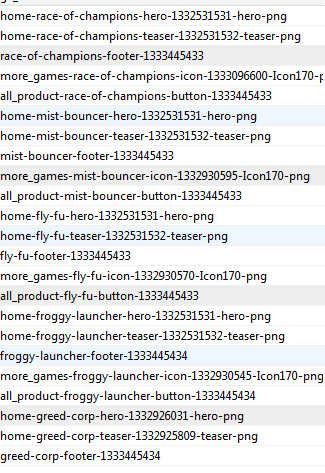 home-race-of-champions-hero-1332531531-hero-png
home-race-of-champions-teaser-1332531532-teaser-png
race-of-champions-footer-1333445433
more_games-race-of-champions-icon-1333096600-Icon170-p
all_product-race-of-champions-button-1333445433
home-mist-bouncer-hero-1332531531-hero-png
home-mist-bouncer-teaser-1332531532-teaser-png
mist-bouncer-footer-1333445433
more_games-mist-bouncer-icon-1332930595-Icon170-png
all_product-mist-bouncer-button-1333445433
home-fly-fu-hero-1332531531-hero-png
home-fly-fu-teaser-1332531532-teaser-png
fly-fu-footer-1333445433
more_games-fly-fu-icon-1332930570-Icon170-png
all_product-fly-fu-button-1333445433
home-froggy-launcher-hero-1332531531-hero-png
home-froggy-launcher-teaser-1332531532-teaser-png
froggy-launcher-footer-1333445434
more_games-froggy-launcher-icon-1332930545-Icon170-png
all_product-froggy-launcher-button-1333445434
home-greed-corp-hero-1332926031-hero-png
home-greed-corp-teaser-1332925809-teaser-png
greed-corp-footer-1333445434